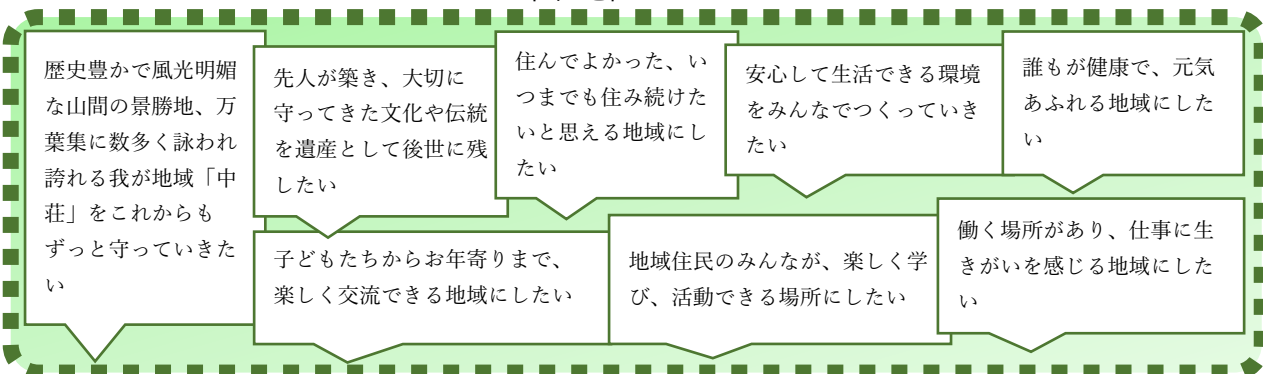 歴史豊かで風光明媚
な山間の景勝地、万
葉集に数多く詠われ
誇れる我が地域「中
荘」をこれからも
ずっと守っていきた
い
先人が築き、大切に
守ってきた文化や伝統
を遺産として後世に残
したい
住んでよかった、い
つまでも住み続けた
いと思える地域にし
たい
安心して生活できる環境
をみんなでつくっていき
たい
誰もが健康で、元気
あふれる地域にした
い
子どもたちからお年寄りまで、
楽しく交流できる地域にしたい
地域住民のみんなが、楽しく学
び、活動できる場所にしたい
働く場所があり、仕事に生
きがいを感じる地域にした
い